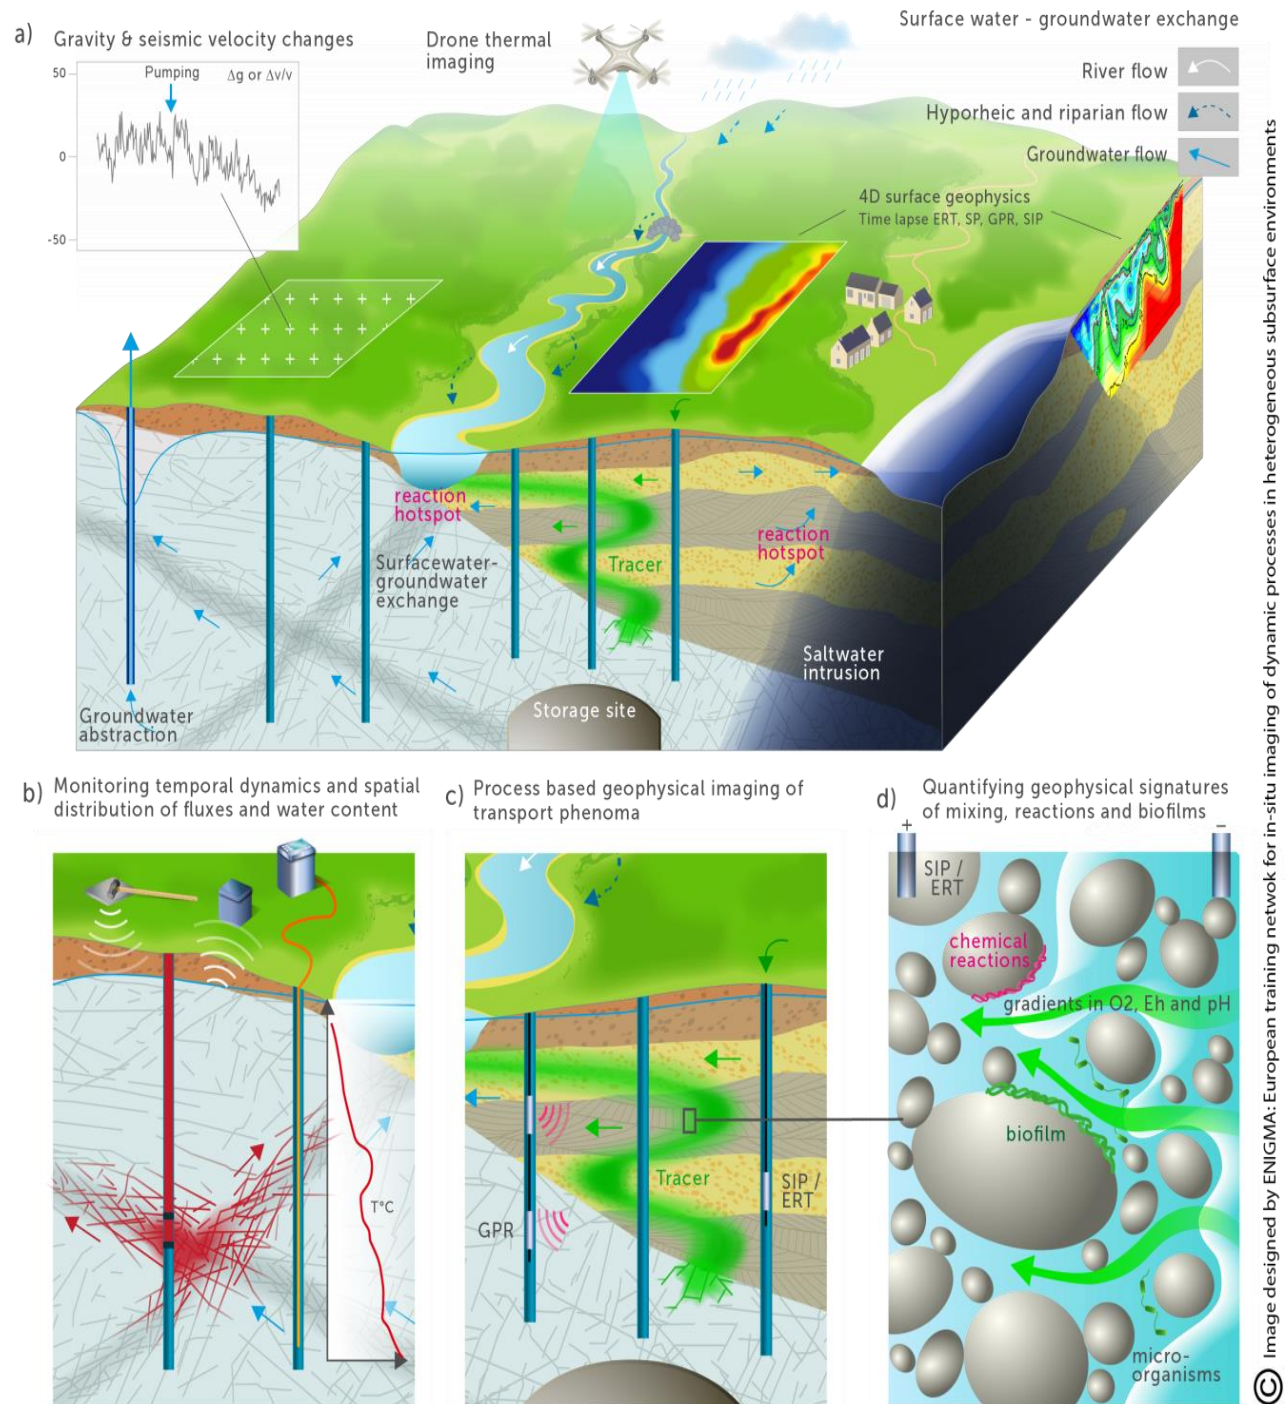 a)
Gravity & seismic velocity changes
50
0
-50
Pumping
Δg or Δv/v
Drone thermal
imaging
Surface water - groundwater exchange
River flow
Hyporheic and riparian flow
Groundwater flow
4D surface geophysics
Time lapse ERT, SP, GPR, SIP
reaction
hotspot
Surfacewater-
groundwater
exchange
Tracer
reaction
hotspot
Saltwater
intrusion
Storage site
Groundwater
abstraction
b)
Monitoring temporal dynamics and spatial
distribution of fluxes and water content
T°C
c)
Process based geophysical imaging of
transport phenoma
GPR
Tracer
SIP /
ERT
d)
Quantifying geophysical signatures
of mixing, reactions and biofilms
+
–
SIP /
ERT
chemical
reactions
gradients in O2, Eh and pH
biofilm
micro-
organisms
© Image designed by ENIGMA: European training netwok for in-situ imaging of dynamic processes in heterogeneous subsurface environments